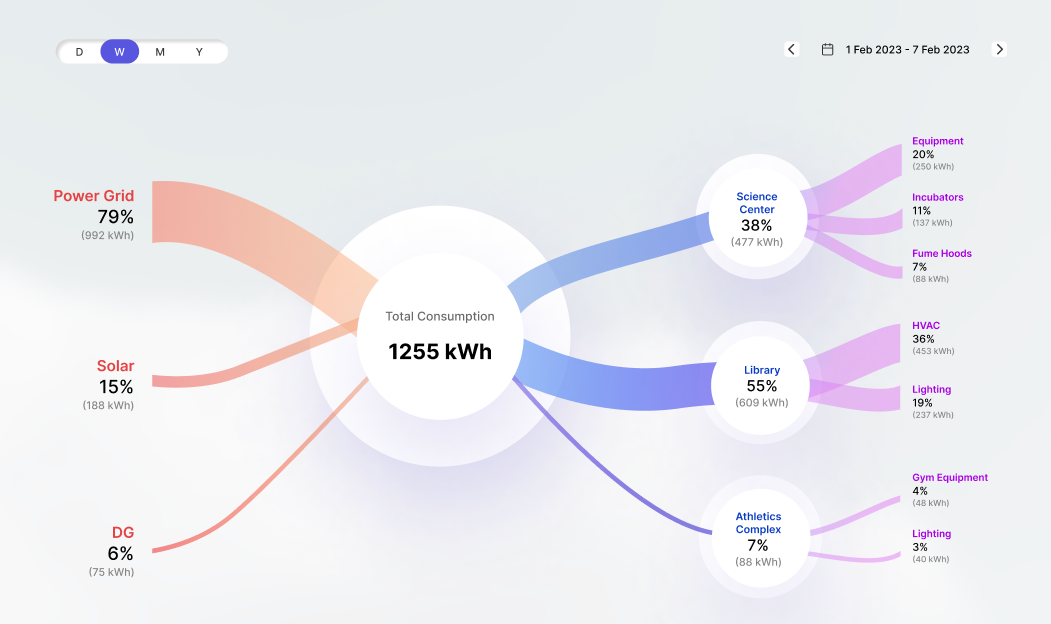 D W M Y
1 Feb 2023 - 7 Feb 2023
Power Grid
79%
(992 kWh)
Solar
15%
(188 kWh)
DG
6%
(75 kWh)
Total Consumption
1255 kWh
Science
Center
38%
(477 kWh)
Library
55%
(609 kWh)
Athletics
Complex
7%
(88 kWh)
Equipment
20%
(250 kWh)
Incubators
11%
(137 kWh)
Fume Hoods
7%
(88 kWh)
HVAC
36%
(453 kWh)
Lighting
19%
(237 kWh)
Gym Equipment
4%
(48 kWh)
Lighting
3%
(40 kWh)